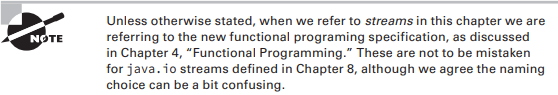 NOTE
Unless otherwise stated, when we refer to streams in this chapter we are
referring to the new functional programing specification, as discussed
in Chapter 4, “Functional Programming.” These are not to be mistaken
for java.io streams defined in Chapter 8, although we agree the naming
choice can be a bit confusing.